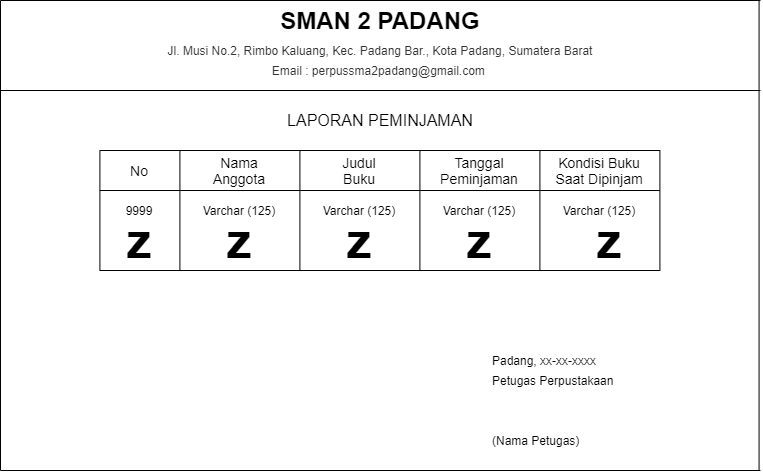 SMAN 2 PADANG
Jl. Musi No.2, Rimbo Kaluang, Kec. Padang Bar., Kota Padang, Sumatera Barat
Email : perpussma2padang@gmail.com
LAPORAN PEMINJAMAN
No Nama Anggota Judul Buku Tanggal Peminjaman Kondisi Buku Saat Dipinjam
9999 Varchar (125) Varchar (125) Varchar (125) Varchar (125)
Z Z Z Z Z
Padang, xx-xx-xxxx
Petugas Perpustakaan
(Nama Petugas)